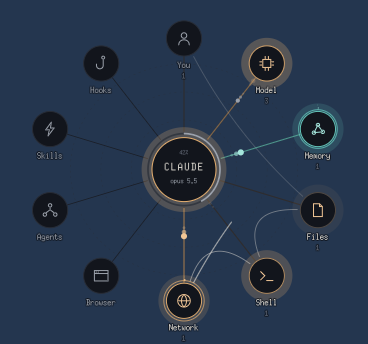 You
1
Hooks
Model
3
422
CLAUDE
opus 5.5
Skills
Memory
1
Agents
Files
1
Browser
Shell
1
Network
1